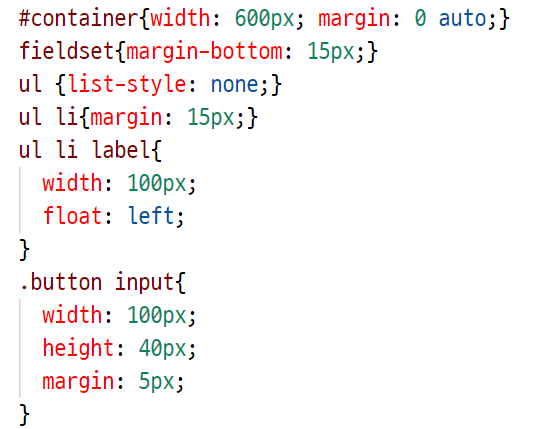 #container{width: 600px; margin: 0 auto;}
fieldset{margin-bottom: 15px;}
ul {list-style: none;}
ul li{margin: 15px;}
ul li label{
  width: 100px;
  float: left;
}
.button input{
  width: 100px;
  height: 40px;
  margin: 5px;
}